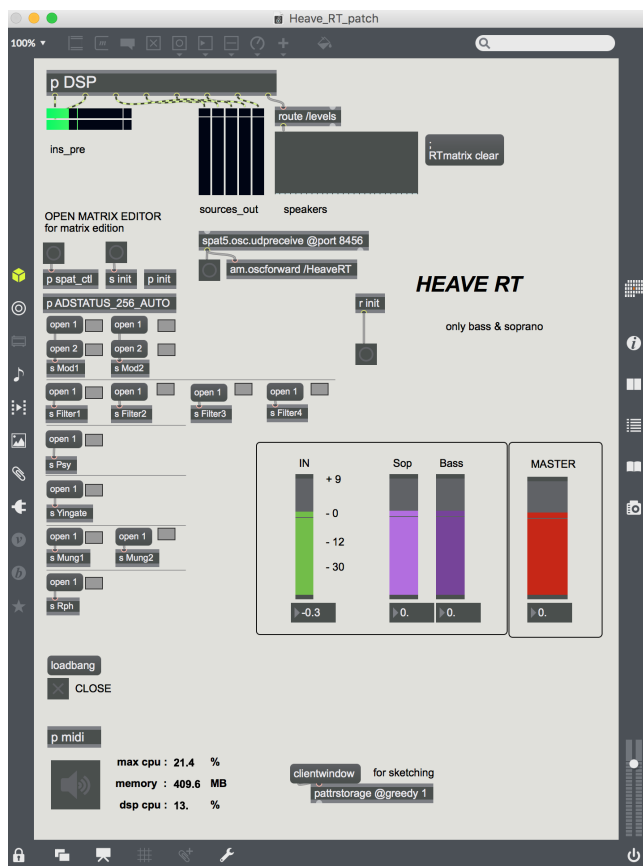 Heave_RT_patch
100% ▼
p DSP
route /levels
;
RTmatrix clear
ins_pre
sources_out
speakers
OPEN MATRIX EDITOR
for matrix edition
spat5.osc.udpreceive @port 8456
p spat_ctl
s init
p init
am.oscforward /HeaveRT
HEAVE RT
p ADSTATUS_256_AUTO
r init
only bass & soprano
open 1
open 1
open 2
open 2
s Mod1
s Mod2
open 1
open 1
open 1
open 1
s Filter1
s Filter2
s Filter3
s Filter4
open 1
s Psy
open 1
s Yingate
open 1
open 1
s Mung1
s Mung2
open 1
s Rph
IN
Sop
Bass
MASTER
+ 9
- 0
- 12
- 30
-0.3
0.
0.
0.
loadbang
CLOSE
p midi
max cpu : 21.4 %
memory : 409.6 MB
dsp cpu : 13. %
clientwindow
for sketching
pattrstorage @greedy 1